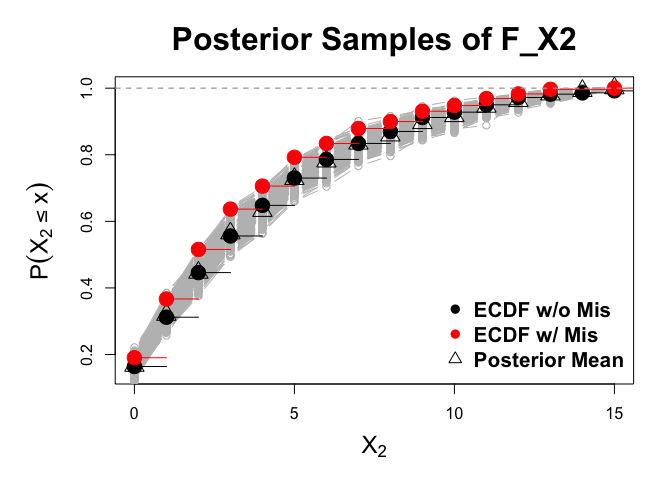 Posterior Samples of F_X2
P(X₂ ≤ x)
1.0
0.8
0.6
0.4
0.2
0 5 10 15
X₂
ECDF w/o Mis
ECDF w/ Mis
Posterior Mean